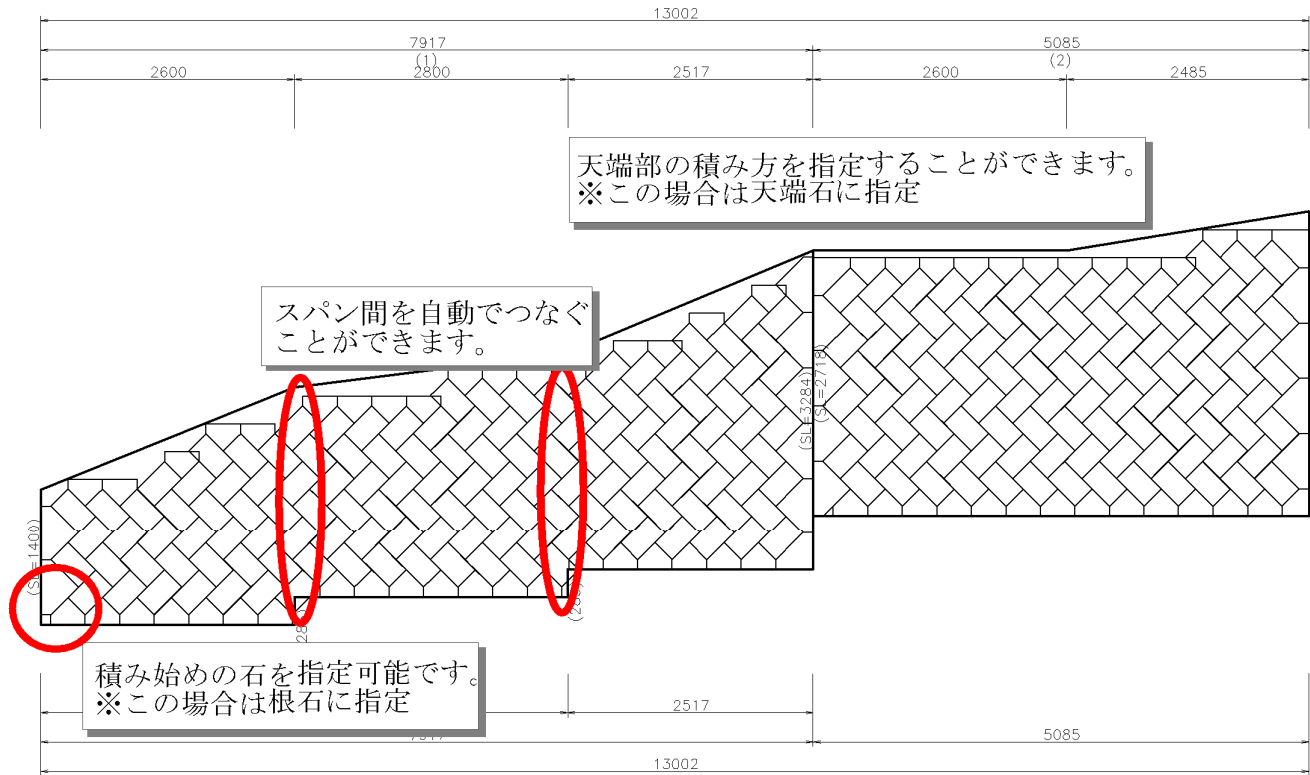 13002
7917
5085
(1)
(2)
2600
2800
2517
2600
2485
天端部の積み方を指定することができます。
※この場合は天端石に指定
スパン間を自動でつなぐ
ことができます。
(SL=3284)
(SL=2718)
(SL=1400)
積み始めの石を指定可能です。
※この場合は根石に指定
2517
5085
13002